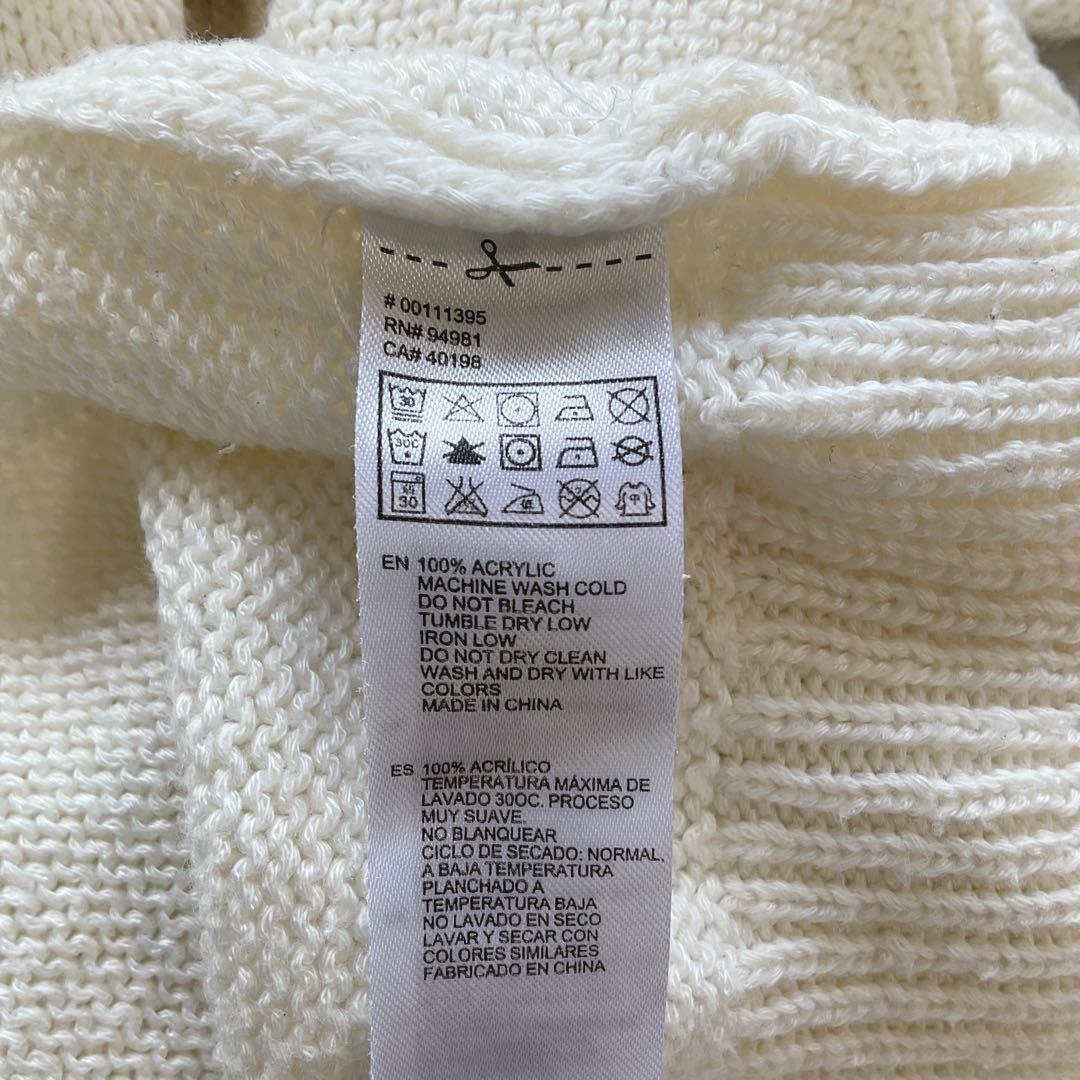 # 00111395
RN# 94981
CA# 40198
30
30C
30
EN 100% ACRYLIC
MACHINE WASH COLD
DO NOT BLEACH
TUMBLE DRY LOW
IRON LOW
DO NOT DRY CLEAN
WASH AND DRY WITH LIKE
COLORS
MADE IN CHINA
ES 100% ACRÍLICO
TEMPERATURA MÁXIMA DE
LAVADO 30OC. PROCESO
MUY SUAVE.
NO BLANQUEAR
CICLO DE SECADO: NORMAL,
A BAJA TEMPERATURA
PLANCHADO A
TEMPERATURA BAJA
NO LAVADO EN SECO
LAVAR Y SECAR CON
COLORES SIMILARES
FABRICADO EN CHINA